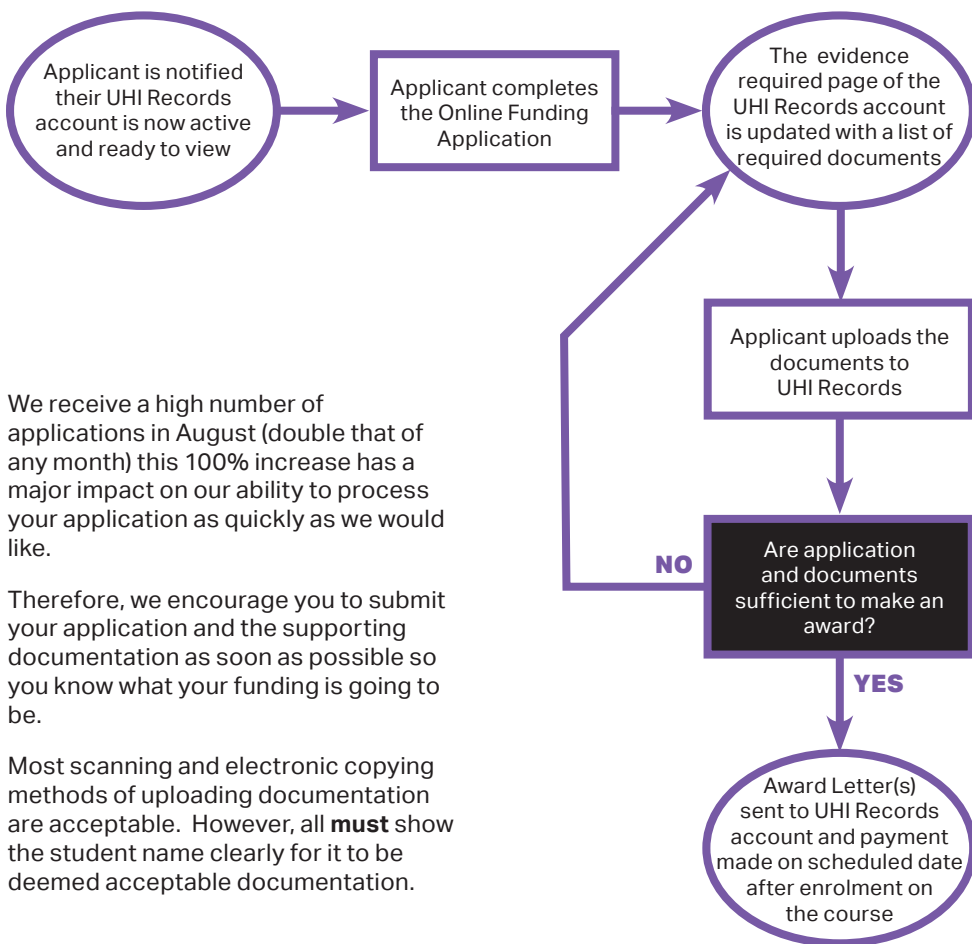 Applicant is notified
their UHI Records
account is now active
and ready to view
Applicant completes
the Online Funding
Application
The evidence
required page of the
UHI Records account
is updated with a list of
required documents
Applicant uploads the
documents to
UHI Records
Are application
and documents
sufficient to make an
award?
NO
YES
Award Letter(s)
sent to UHI Records
account and payment
made on scheduled date
after enrolment on
the course
We receive a high number of
applications in August (double that of
any month) this 100% increase has a
major impact on our ability to process
your application as quickly as we would
like.
Therefore, we encourage you to submit
your application and the supporting
documentation as soon as possible so
you know what your funding is going to
be.
Most scanning and electronic copying
methods of uploading documentation
are acceptable.  However, all must show
the student name clearly for it to be
deemed acceptable documentation.